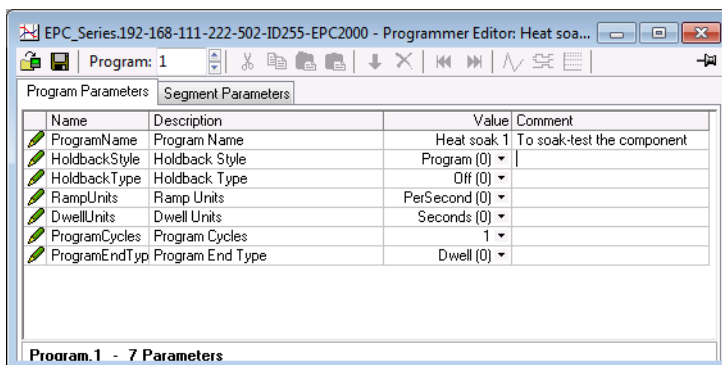 EPC_Series.192-168-111-222-502-ID255-EPC2000 - Programmer Editor: Heat soa...
Program: 1
Program Parameters Segment Parameters
Name Description Value Comment
ProgramName Program Name Heat soak 1 To soak-test the component
HoldbackStyle Holdback Style Program (0)
HoldbackType Holdback Type Off (0)
RampUnits Ramp Units PerSecond (0)
DwellUnits Dwell Units Seconds (0)
ProgramCycles Program Cycles 1
ProgramEndTyp Program End Type Dwell (0)
Program.1 - 7 Parameters